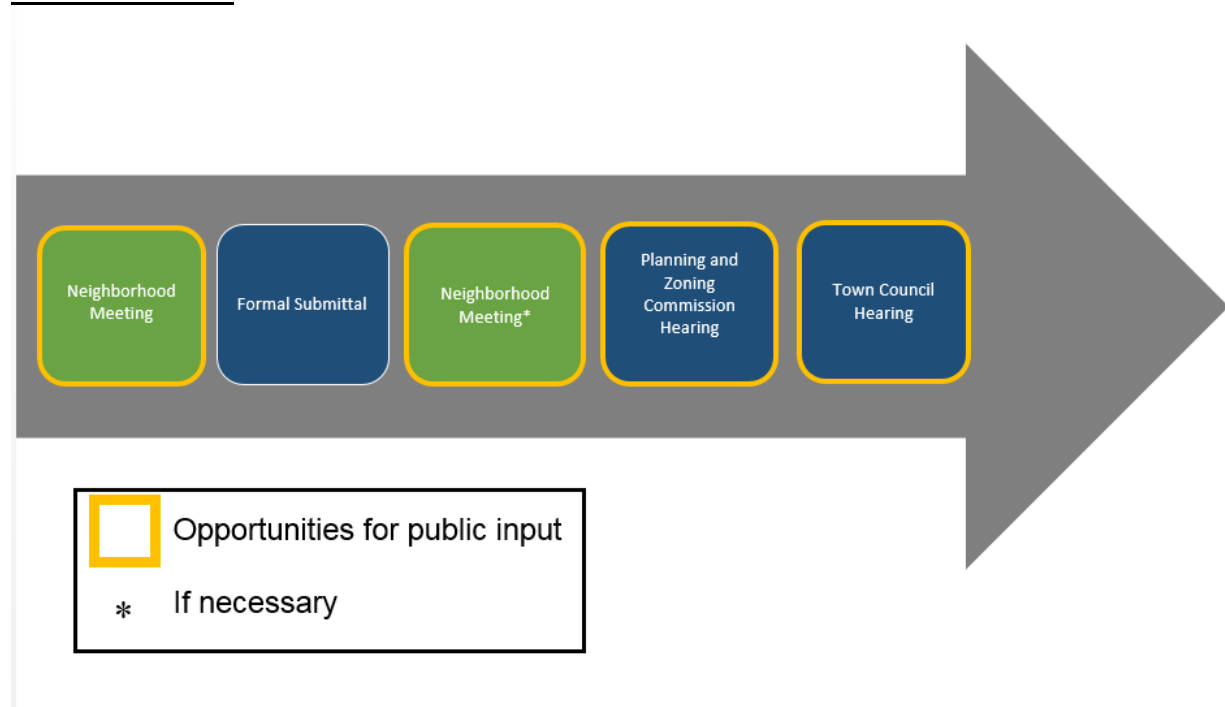 Neighborhood
Meeting
Formal Submittal
Neighborhood
Meeting*
Planning and
Zoning
Commission
Hearing
Town Council
Hearing
Opportunities for public input
* If necessary